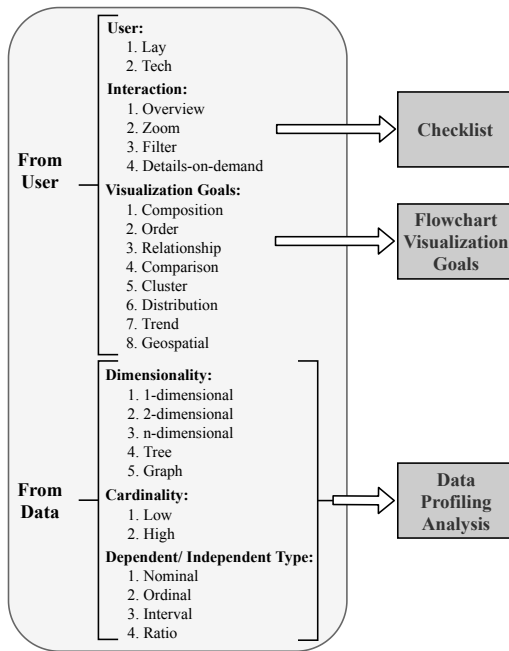 User:
1. Lay
2. Tech
Interaction:
1. Overview
2. Zoom
3. Filter
4. Details-on-demand
From
User
Visualization Goals:
1. Composition
2. Order
3. Relationship
4. Comparison
5. Cluster
6. Distribution
7. Trend
8. Geospatial
Checklist
Flowchart
Visualization
Goals
Dimensionality:
1. 1-dimensional
2. 2-dimensional
3. n-dimensional
4. Tree
5. Graph
From
Data
Cardinality:
1. Low
2. High
Dependent/ Independent Type:
1. Nominal
2. Ordinal
3. Interval
4. Ratio
Data
Profiling
Analysis